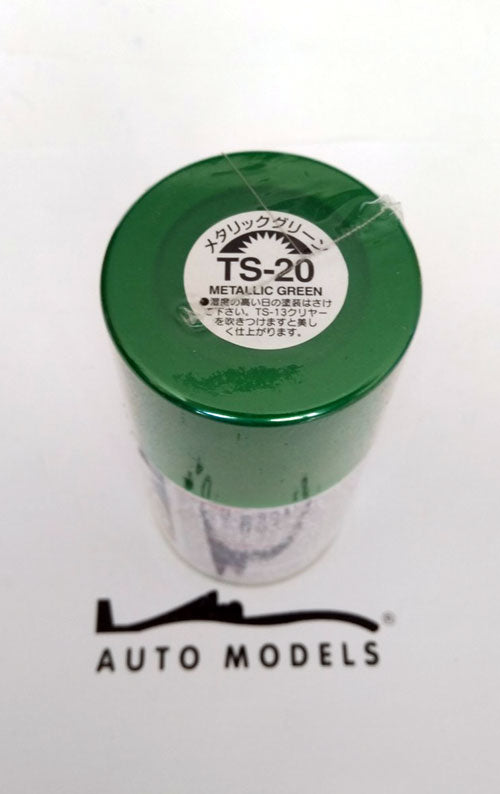 メタリックグリーン
TS-20
METALLIC GREEN
●湿度の高い日の塗装はさけ
て下さい。TS-13クリヤー
を吹きつけますと美し
く仕上がります。
®
AUTO MODELS